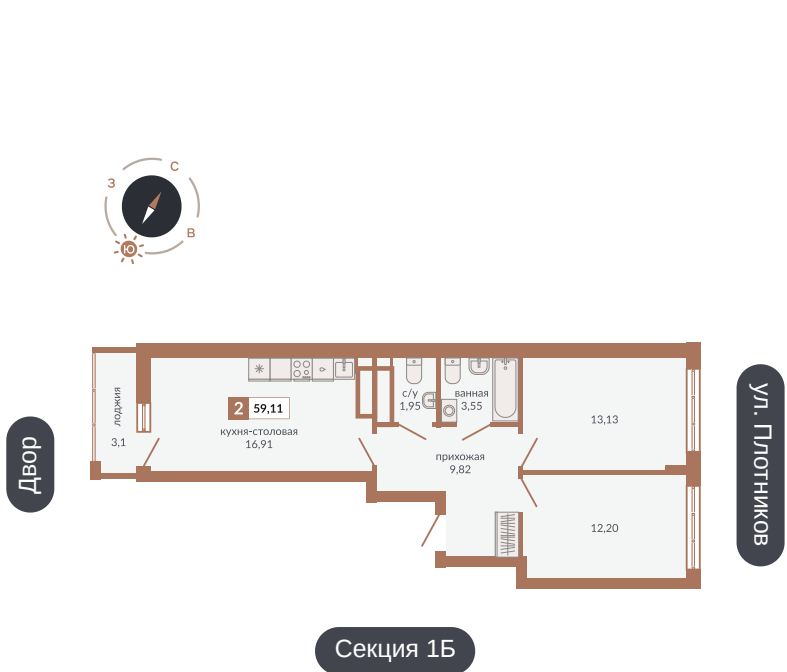 С
З
В
Ю
лоджия
3,1
2 59,11
кухня-столовая
16,91
с/у
1,95
ванная
3,55
прихожая
9,82
13,13
12,20
Двор
ул. Плотников
Секция 1Б